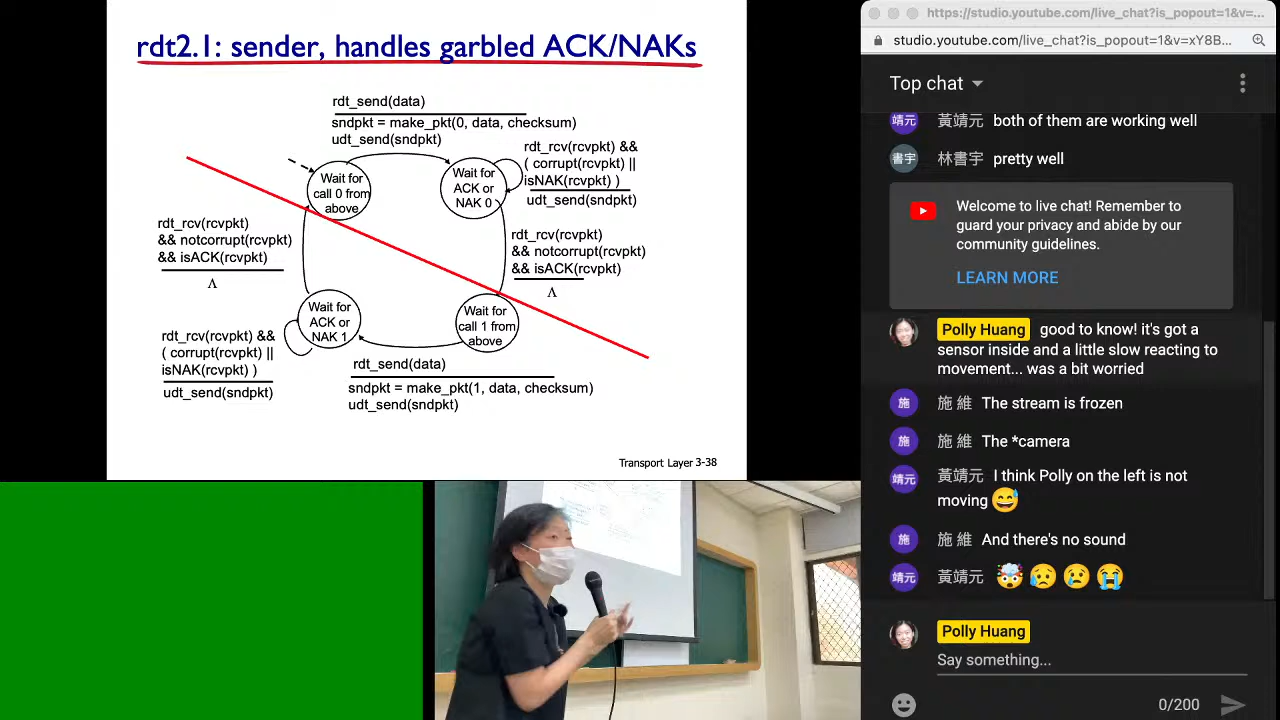 rdt2.1: sender, handles garbled ACK/NAKs
rdt_send(data)
sndpkt = make_pkt(0, data, checksum)
udt_send(sndpkt)
Wait for
call 0 from
above
Wait for
ACK or
NAK 0
rdt_rcv(rcvpkt) &&
( corrupt(rcvpkt) ||
isNAK(rcvpkt) )
udt_send(sndpkt)
rdt_rcv(rcvpkt)
&& notcorrupt(rcvpkt)
&& isACK(rcvpkt)
Λ
rdt_rcv(rcvpkt)
&& notcorrupt(rcvpkt)
&& isACK(rcvpkt)
Λ
Wait for
ACK or
NAK 1
Wait for
call 1 from
above
rdt_rcv(rcvpkt) &&
( corrupt(rcvpkt) ||
isNAK(rcvpkt) )
udt_send(sndpkt)
rdt_send(data)
sndpkt = make_pkt(1, data, checksum)
udt_send(sndpkt)
Transport Layer 3-38
https://studio.youtube.com/live_chat?is_popout=1&v=...
studio.youtube.com/live_chat?is_popout=1&v=xY8B...
Top chat
靖元 黃靖元 both of them are working well
書宇 林書宇 pretty well
Welcome to live chat! Remember to
guard your privacy and abide by our
community guidelines.
LEARN MORE
Polly Huang good to know! it's got a
sensor inside and a little slow reacting to
movement... was a bit worried
施 施 維 The stream is frozen
施 施 維 The *camera
靖元 黃靖元 I think Polly on the left is not
moving 😅
施 施 維 And there's no sound
靖元 黃靖元 🤯😥😢😭
Polly Huang
Say something...
0/200